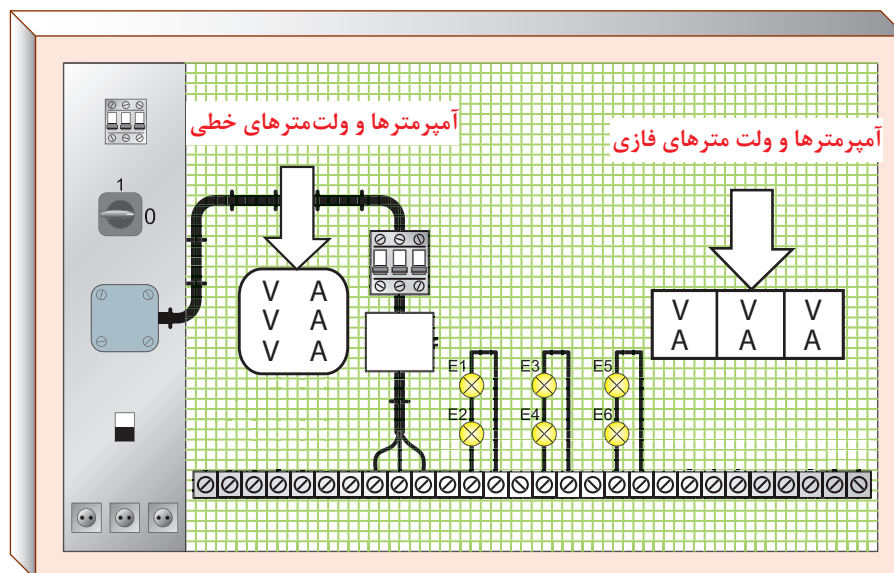 آمپرمترها و ولت‌مترهای خطی
آمپرمترها و ولت مترهای فازی
1
0
V A
V A
V A
V V V
A A A
E1 E3 E5
E2 E4 E6